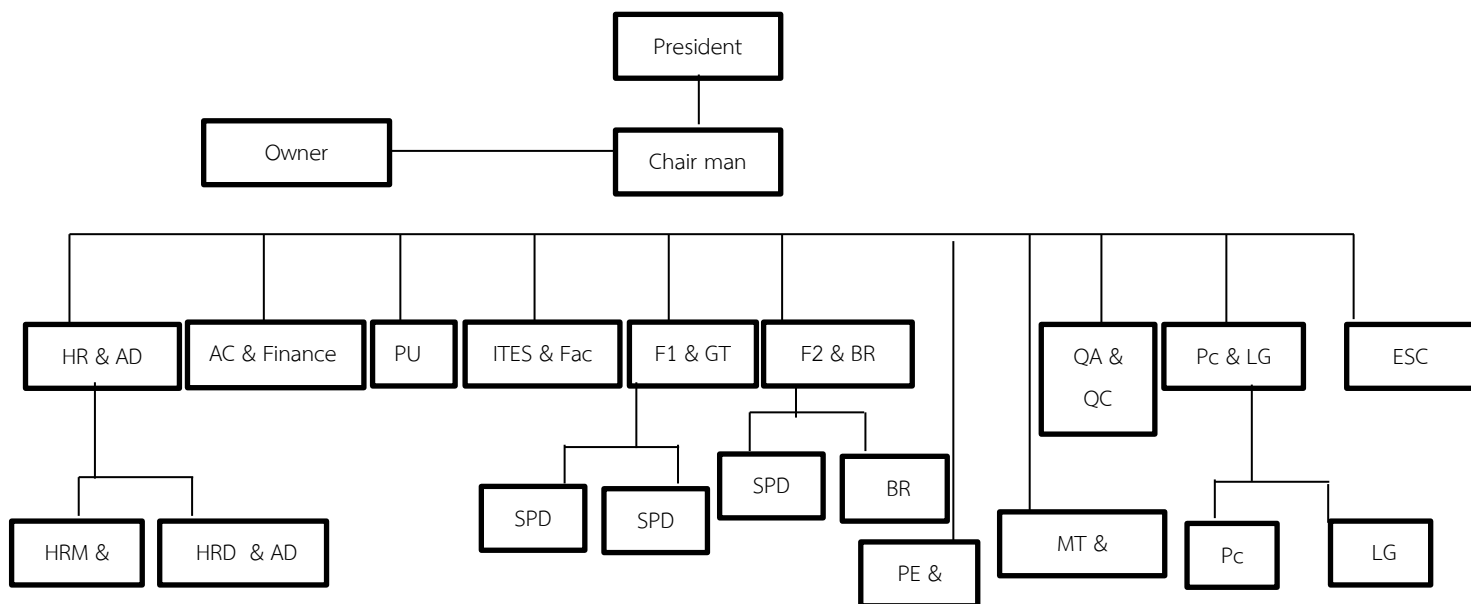 President
Owner
Chair man
HR & AD
AC & Finance
PU
ITES & Fac
F1 & GT
F2 & BR
QA &
QC
Pc & LG
ESC
SPD
SPD
SPD
BR
HRM &
HRD & AD
PE &
MT &
Pc
LG